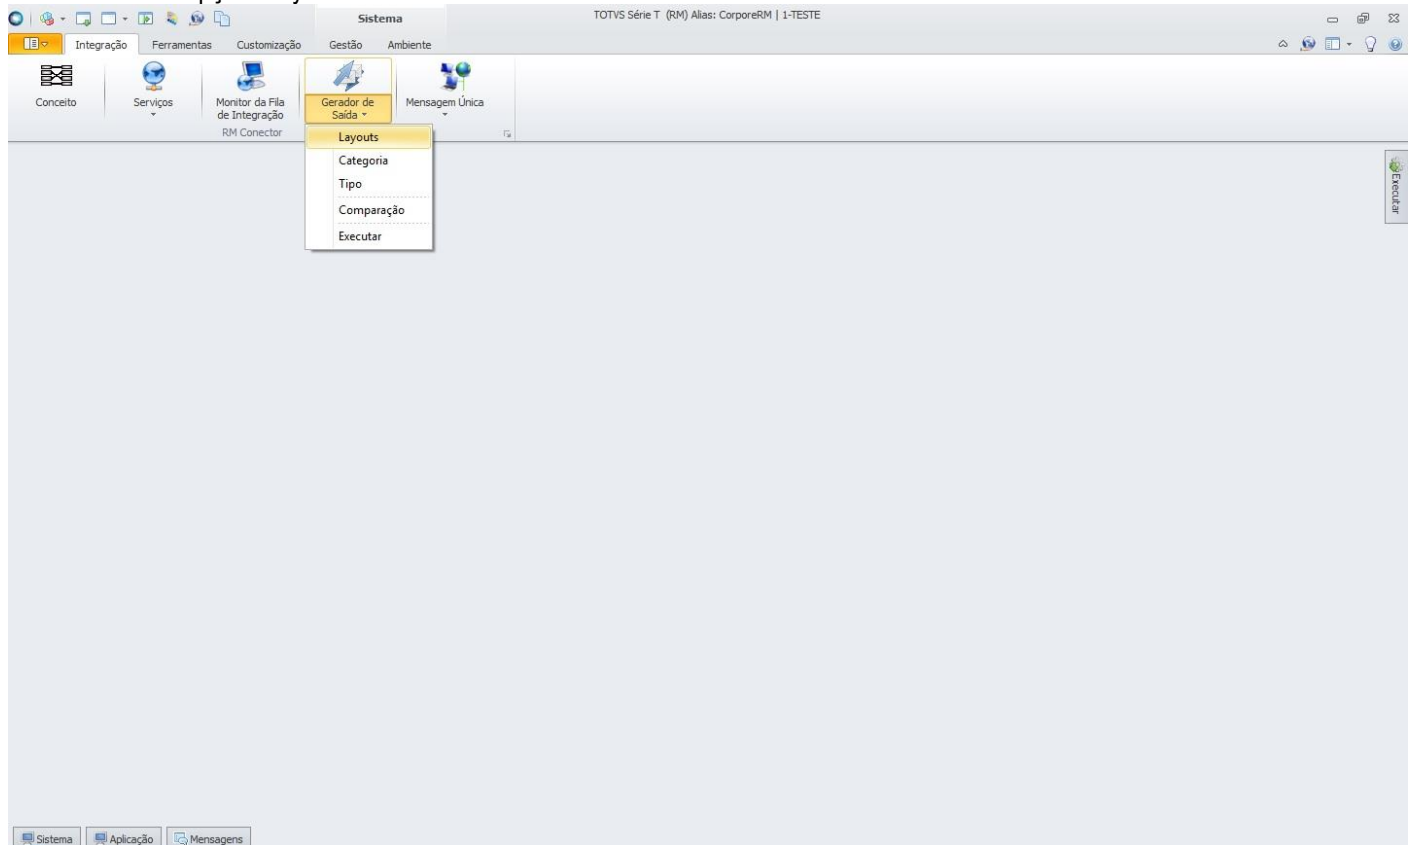 Sistema
TOTVS Série T (RM) Alias: CorporeRM | 1-TESTE
Integração Ferramentas Customização Gestão Ambiente
Conceito
Serviços
Monitor da Fila
de Integração
Gerador de
Saída
Mensagem Única
RM Conector
Layouts
Categoria
Tipo
Comparação
Executar
Executar
Sistema Aplicação Mensagens